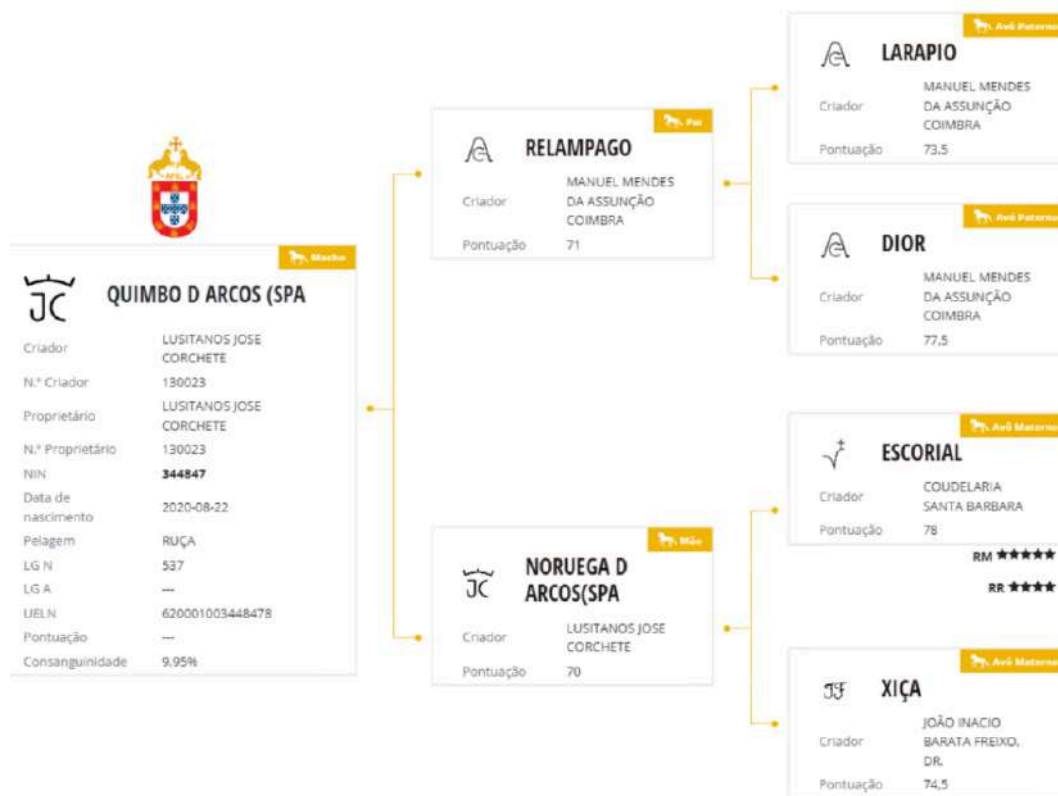 Macho
QUIMBO D ARCOS (SPA
Criador LUSITANOS JOSE
CORCHETE
N.º Criador 130023
Proprietário LUSITANOS JOSE
CORCHETE
N.º Proprietário 130023
NIN 344847
Data de
nascimento 2020-08-22
Pelagem RUÇA
LG N 537
LG A ---
UELN 620001003448478
Pontuação ---
Consanguinidade 9.95%
Pai
RELAMPAGO
Criador MANUEL MENDES
DA ASSUNÇÃO
COIMBRA
Pontuação 71
Mãe
JC NORUEGA D
ARCOS(SPA
Criador LUSITANOS JOSE
CORCHETE
Pontuação 70
Avô Paterno
LARAPIO
Criador MANUEL MENDES
DA ASSUNÇÃO
COIMBRA
Pontuação 73,5
Avó Paterno
DIOR
Criador MANUEL MENDES
DA ASSUNÇÃO
COIMBRA
Pontuação 77,5
Avô Materno
ESCORIAL
Criador COUDELARIA
SANTA BARBARA
Pontuação 78
RM ★★★★★
RR ★★★★
Avó Materno
XIÇA
Criador JOÃO INACIO
BARATA FREIXO,
DR.
Pontuação 74,5